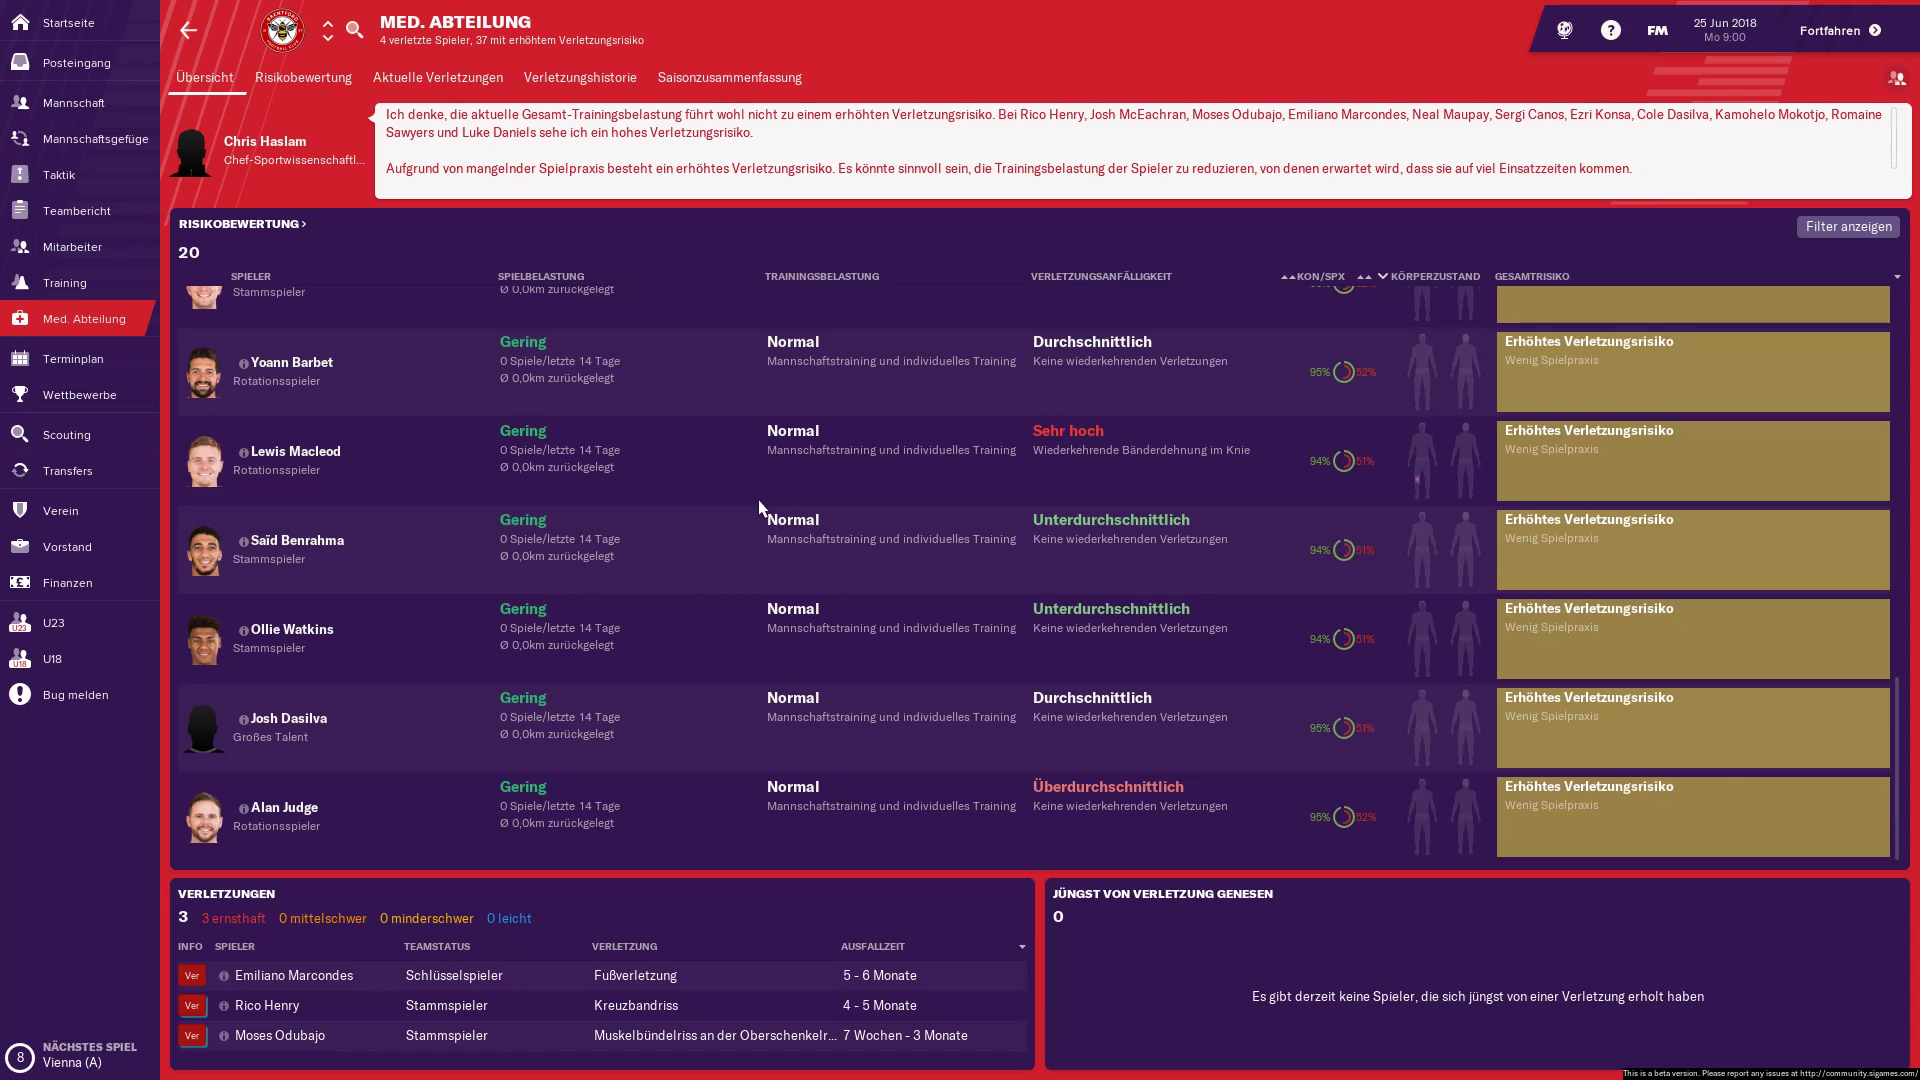 Startseite
Posteingang
Mannschaft
Mannschaftsgefüge
Taktik
Teambericht
Mitarbeiter
Training
Med. Abteilung
Terminplan
Wettbewerbe
Scouting
Transfers
Verein
Vorstand
Finanzen
U23
U23
U18
U18
Bug melden
8
NÄCHSTES SPIEL
Vienna (A)
MED. ABTEILUNG
4 verletzte Spieler, 37 mit erhöhtem Verletzungsrisiko
?
FM
25 Jun 2018
Mo 9:00
Fortfahren
Übersicht
Risikobewertung
Aktuelle Verletzungen
Verletzungshistorie
Saisonzusammenfassung
Chris Haslam
Chef-Sportwissenschaftl...
Ich denke, die aktuelle Gesamt-Trainingsbelastung führt wohl nicht zu einem erhöhten Verletzungsrisiko. Bei Rico Henry, Josh McEachran, Moses Odubajo, Emiliano Marcondes, Neal Maupay, Sergi Canos, Ezri Konsa, Cole Dasilva, Kamohelo Mokotjo, Romaine
Sawyers und Luke Daniels sehe ich ein hohes Verletzungsrisiko.
Aufgrund von mangelnder Spielpraxis besteht ein erhöhtes Verletzungsrisiko. Es könnte sinnvoll sein, die Trainingsbelastung der Spieler zu reduzieren, von denen erwartet wird, dass sie auf viel Einsatzzeiten kommen.
RISIKOBEWERTUNG >
Filter anzeigen
20
SPIELER SPIELBELASTUNG TRAININGSBELASTUNG VERLETZUNGSANFÄLLIGKEIT KON/SPX KÖRPERZUSTAND GESAMTRISIKO
Stammspieler Ø 0,0km zurückgelegt
Yoann Barbet
Rotationsspieler
Gering
0 Spiele/letzte 14 Tage
Ø 0,0km zurückgelegt
Normal
Mannschaftstraining und individuelles Training
Durchschnittlich
Keine wiederkehrenden Verletzungen
95% 52%
Erhöhtes Verletzungsrisiko
Wenig Spielpraxis
Lewis Macleod
Rotationsspieler
Gering
0 Spiele/letzte 14 Tage
Ø 0,0km zurückgelegt
Normal
Mannschaftstraining und individuelles Training
Sehr hoch
Wiederkehrende Bänderdehnung im Knie
94% 51%
Erhöhtes Verletzungsrisiko
Wenig Spielpraxis
Saïd Benrahma
Stammspieler
Gering
0 Spiele/letzte 14 Tage
Ø 0,0km zurückgelegt
Normal
Mannschaftstraining und individuelles Training
Unterdurchschnittlich
Keine wiederkehrenden Verletzungen
94% 51%
Erhöhtes Verletzungsrisiko
Wenig Spielpraxis
Ollie Watkins
Stammspieler
Gering
0 Spiele/letzte 14 Tage
Ø 0,0km zurückgelegt
Normal
Mannschaftstraining und individuelles Training
Unterdurchschnittlich
Keine wiederkehrenden Verletzungen
94% 51%
Erhöhtes Verletzungsrisiko
Wenig Spielpraxis
Josh Dasilva
Großes Talent
Gering
0 Spiele/letzte 14 Tage
Ø 0,0km zurückgelegt
Normal
Mannschaftstraining und individuelles Training
Durchschnittlich
Keine wiederkehrenden Verletzungen
95% 51%
Erhöhtes Verletzungsrisiko
Wenig Spielpraxis
Alan Judge
Rotationsspieler
Gering
0 Spiele/letzte 14 Tage
Ø 0,0km zurückgelegt
Normal
Mannschaftstraining und individuelles Training
Überdurchschnittlich
Keine wiederkehrenden Verletzungen
95% 52%
Erhöhtes Verletzungsrisiko
Wenig Spielpraxis
VERLETZUNGEN
3 3 ernsthaft 0 mittelschwer 0 minderschwer 0 leicht
INFO SPIELER TEAMSTATUS VERLETZUNG AUSFALLZEIT
Ver Emiliano Marcondes Schlüsselspieler Fußverletzung 5 - 6 Monate
Ver Rico Henry Stammspieler Kreuzbandriss 4 - 5 Monate
Ver Moses Odubajo Stammspieler Muskelbündelriss an der Oberschenkelr... 7 Wochen - 3 Monate
JÜNGST VON VERLETZUNG GENESEN
0
Es gibt derzeit keine Spieler, die sich jüngst von einer Verletzung erholt haben
This is a beta version. Please report any issues at http://community.sigames.com/